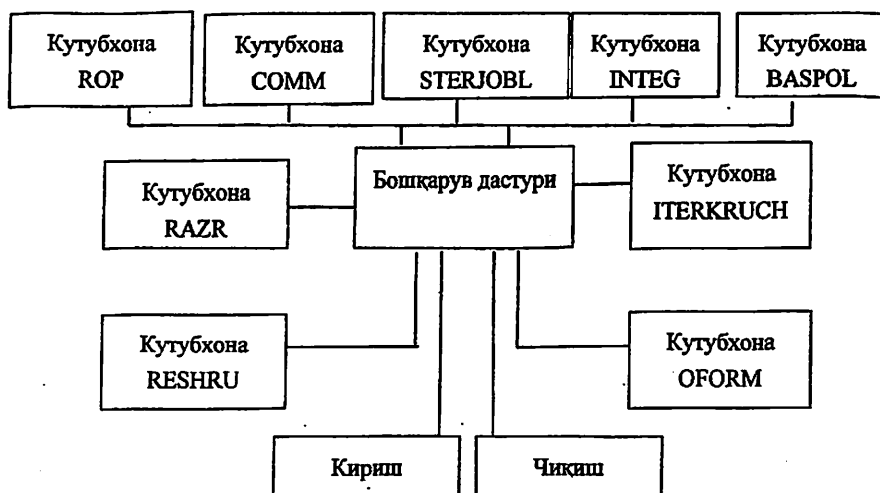 Кутубхона
ROP
Кутубхона
COMM
Кутубхона
STERJOBL
Кутубхона
INTEG
Кутубхона
BASPOL
Кутубхона
RAZR
Бошқарув дастури
Кутубхона
ITERKRUCH
Кутубхона
RESHRU
Кутубхона
OFORM
Кириш
Чиқиш